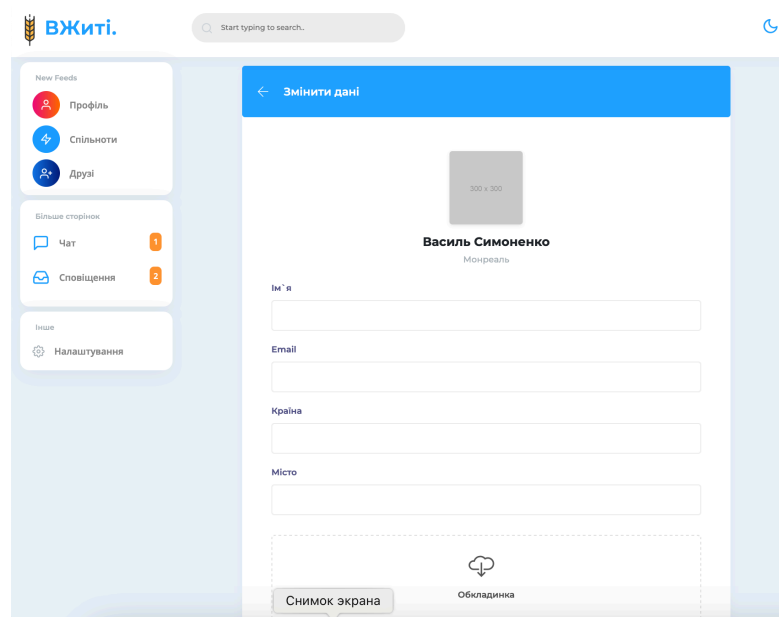 ВЖиті.
Start typing to search..
New Feeds
Профіль
Спільноти
Друзі
Більше сторінок
Чат
1
Сповіщення
2
Інше
Налаштування
Змінити дані
300 x 300
Василь Симоненко
Монреаль
Ім`я
Email
Країна
Місто
Обкладинка
Снимок экрана